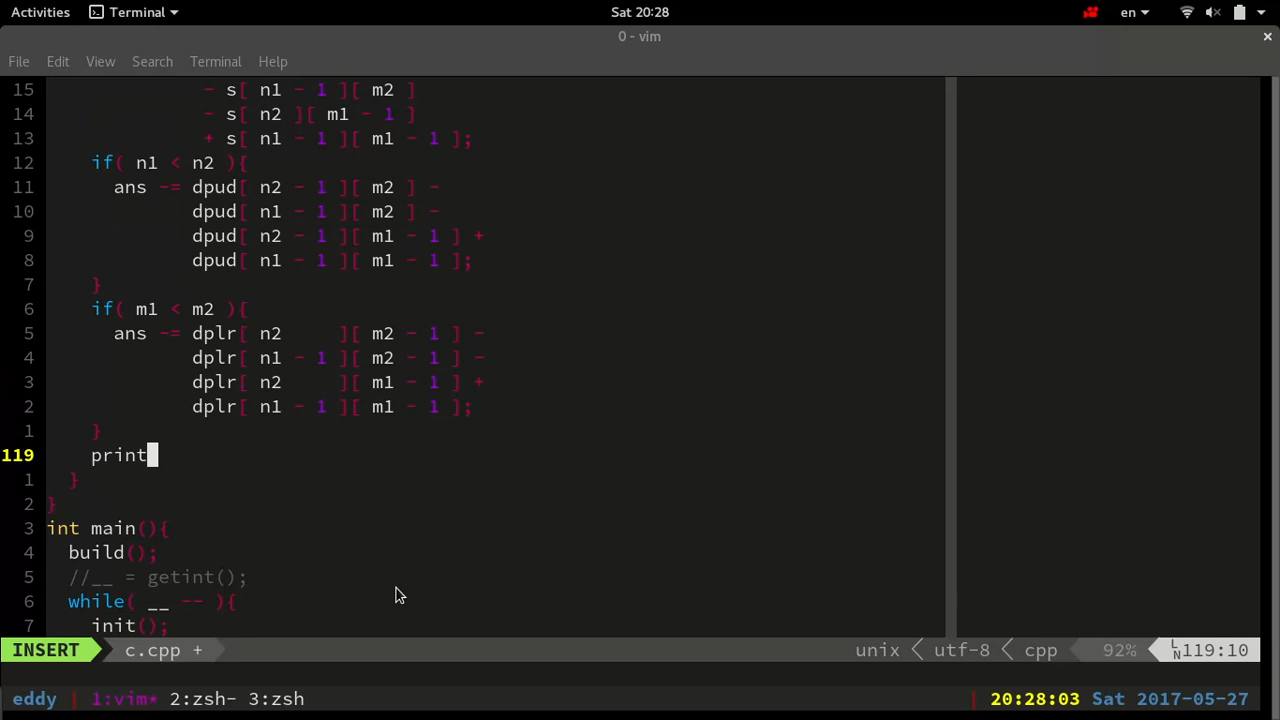 Activities Terminal Sat 20:28 en
0 - vim ×
File Edit View Search Terminal Help
15 - s[ n1 - 1 ][ m2 ]
14 - s[ n2 ][ m1 - 1 ]
13 + s[ n1 - 1 ][ m1 - 1 ];
12 if( n1 < n2 ){
11 ans -= dpud[ n2 - 1 ][ m2 ] -
10 dpud[ n1 - 1 ][ m2 ] -
9 dpud[ n2 - 1 ][ m1 - 1 ] +
8 dpud[ n1 - 1 ][ m1 - 1 ];
7 }
6 if( m1 < m2 ){
5 ans -= dplr[ n2 ][ m2 - 1 ] -
4 dplr[ n1 - 1 ][ m2 - 1 ] -
3 dplr[ n2 ][ m1 - 1 ] +
2 dplr[ n1 - 1 ][ m1 - 1 ];
1 }
119 print
1 }
2 }
3 int main(){
4 build();
5 //__ = getint();
6 while( __ -- ){
7 init();
INSERT c.cpp + unix utf-8 cpp 92% LN 119:10
eddy | 1:vim* 2:zsh- 3:zsh | 20:28:03 Sat 2017-05-27